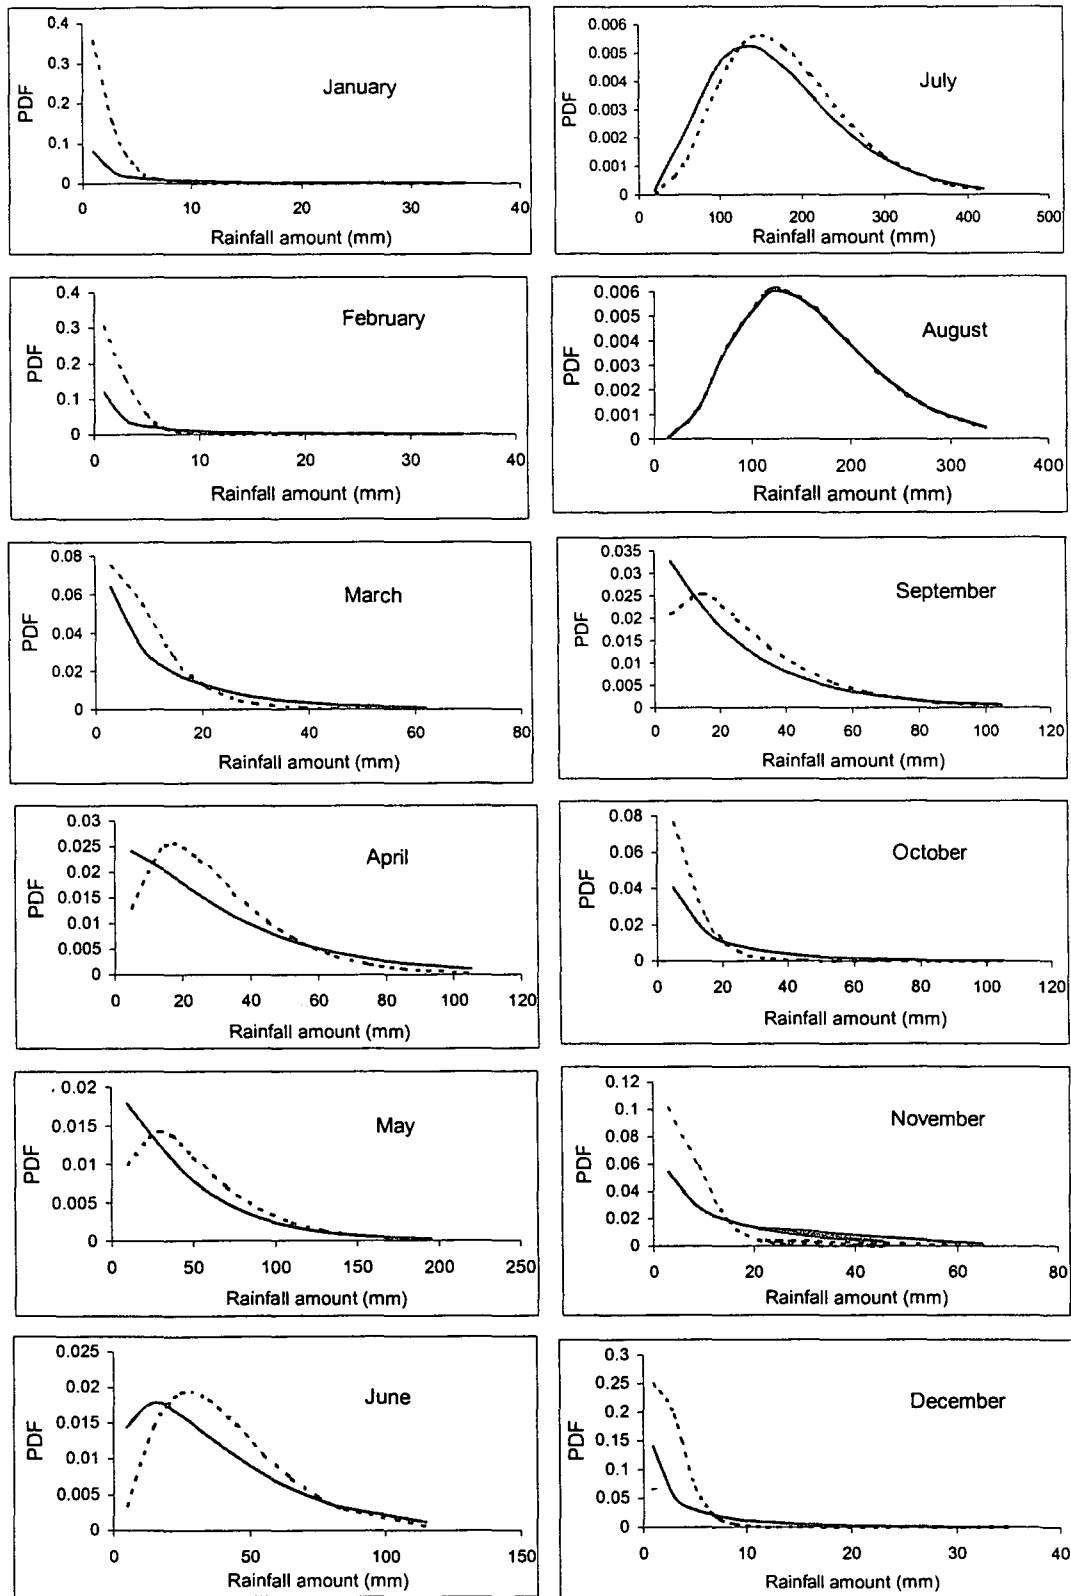 0.4
0.3
0.2
0.1
0
PDF
January
0 10 20 30 40
Rainfall amount (mm)
0.006
0.005
0.004
0.003
0.002
0.001
0
PDF
July
0 100 200 300 400 500
Rainfall amount (mm)
0.4
0.3
0.2
0.1
0
PDF
February
0 10 20 30 40
Rainfall amount (mm)
0.006
0.005
0.004
0.003
0.002
0.001
0
PDF
August
0 100 200 300 400
Rainfall amount (mm)
0.08
0.06
0.04
0.02
0
PDF
March
0 20 40 60 80
Rainfall amount (mm)
0.035
0.03
0.025
0.02
0.015
0.01
0.005
0
PDF
September
0 20 40 60 80 100 120
Rainfall amount (mm)
0.03
0.025
0.02
0.015
0.01
0.005
0
PDF
April
0 20 40 60 80 100 120
Rainfall amount (mm)
0.08
0.06
0.04
0.02
0
PDF
October
0 20 40 60 80 100 120
Rainfall amount (mm)
0.02
0.015
0.01
0.005
0
PDF
May
0 50 100 150 200 250
Rainfall amount (mm)
0.12
0.1
0.08
0.06
0.04
0.02
0
PDF
November
0 20 40 60 80
Rainfall amount (mm)
0.025
0.02
0.015
0.01
0.005
0
PDF
June
0 50 100 150
Rainfall amount (mm)
0.3
0.25
0.2
0.15
0.1
0.05
0
PDF
December
0 10 20 30 40
Rainfall amount (mm)